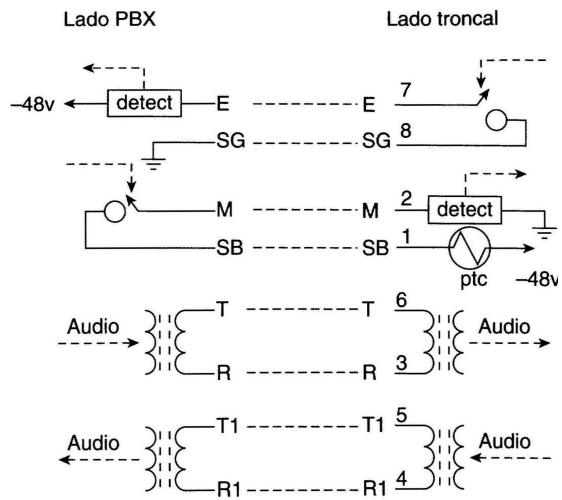 Lado PBX Lado troncal
−48v detect E E 7
SG SG 8
M M 2 detect
SB SB 1
ptc −48v
Audio T T 6 Audio
R R 3
Audio T1 T1 5 Audio
R1 R1 4